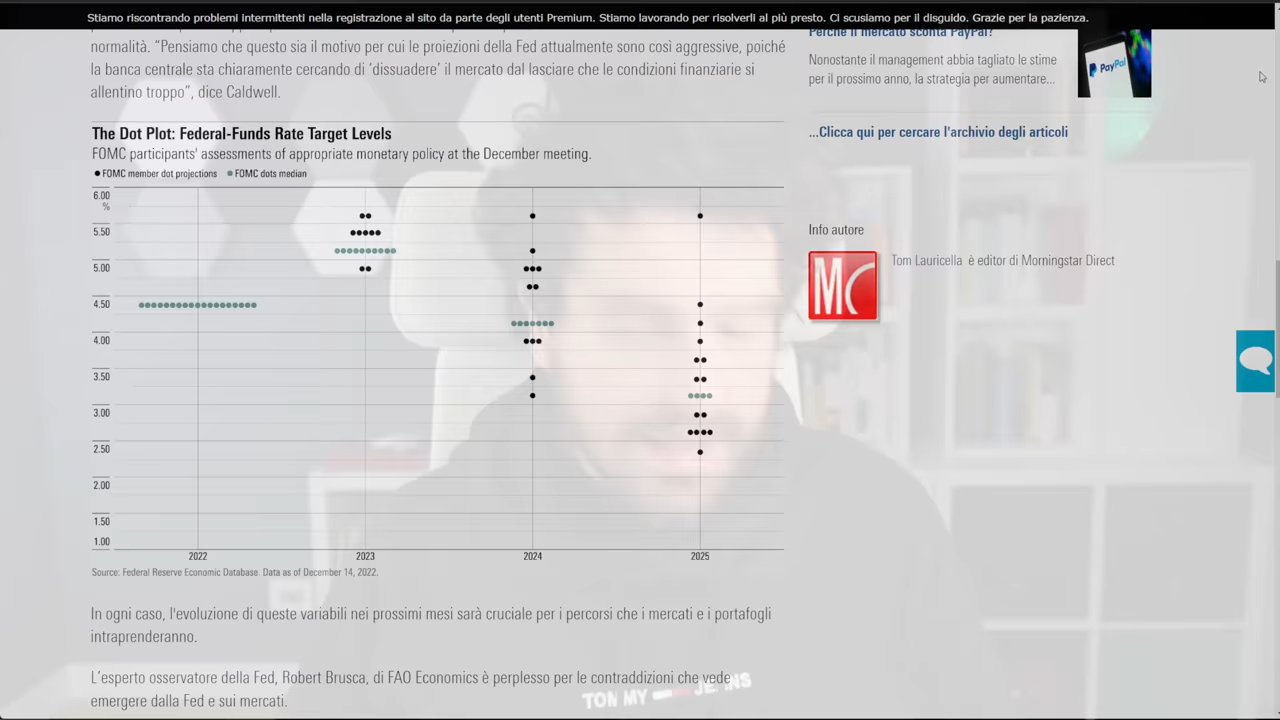 Stiamo riscontrando problemi intermittenti nella registrazione al sito da parte degli utenti Premium. Stiamo lavorando per risolverli al più presto. Ci scusiamo per il disguido. Grazie per la pazienza.
normalità. “Pensiamo che questo sia il motivo per cui le proiezioni della Fed attualmente sono così aggressive, poiché
la banca centrale sta chiaramente cercando di ‘dissuadere’ il mercato dal lasciare che le condizioni finanziarie si
allentino troppo”, dice Caldwell.
The Dot Plot: Federal-Funds Rate Target Levels
FOMC participants' assessments of appropriate monetary policy at the December meeting.
FOMC member dot projections FOMC dots median
6.00
%
5.50
5.00
4.50
4.00
3.50
3.00
2.50
2.00
1.50
1.00
2022 2023 2024 2025
Source: Federal Reserve Economic Database. Data as of December 14, 2022.
In ogni caso, l'evoluzione di queste variabili nei prossimi mesi sarà cruciale per i percorsi che i mercati e i portafogli
intraprenderanno.
L’esperto osservatore della Fed, Robert Brusca, di FAO Economics è perplesso per le contraddizioni che vede
emergere dalla Fed e sui mercati.
Perché il mercato sconta PayPal?
Nonostante il management abbia tagliato le stime
per il prossimo anno, la strategia per aumentare...
PayPal
...Clicca qui per cercare l'archivio degli articoli
Info autore
MC
Tom Lauricella è editor di Morningstar Direct
TOMMY JEANS